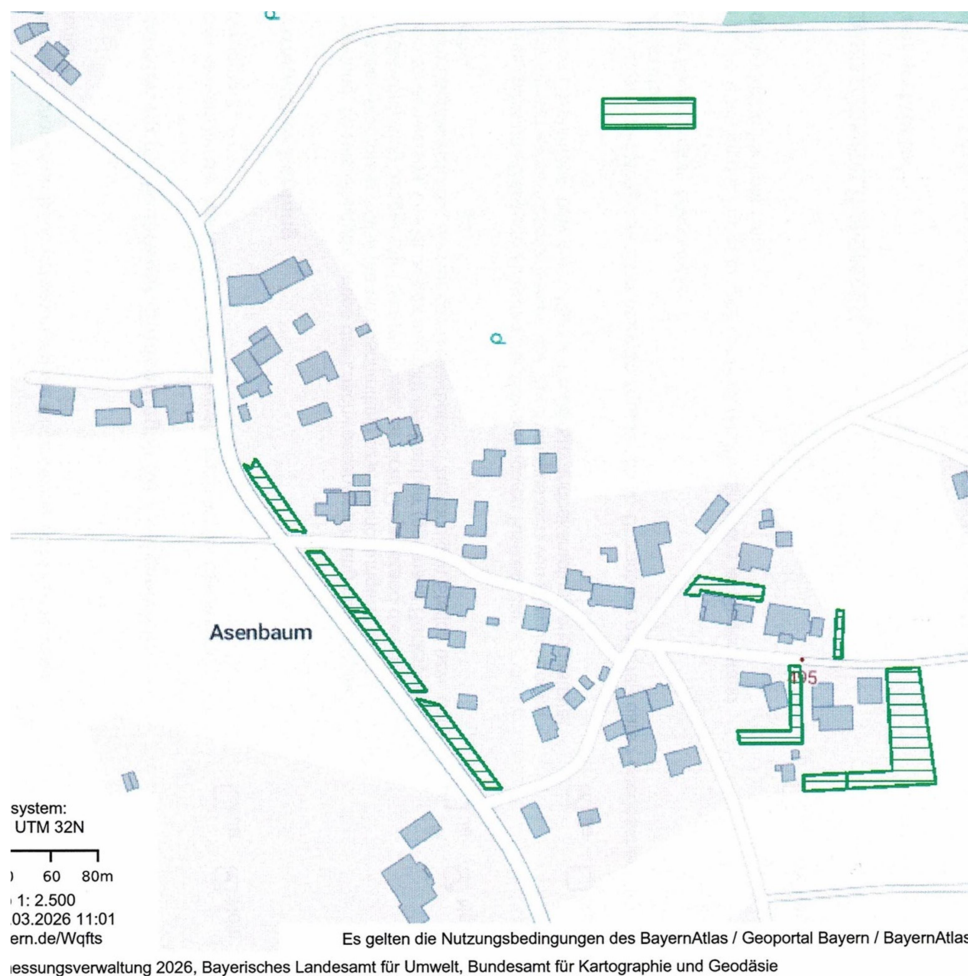 Asenbaum
495
system:
UTM 32N
60 80m
1: 2.500
.03.2026 11:01
ern.de/Wqfts
Es gelten die Nutzungsbedingungen des BayernAtlas / Geoportal Bayern / BayernAtlas
essungsverwaltung 2026, Bayerisches Landesamt für Umwelt, Bundesamt für Kartographie und Geodäsie